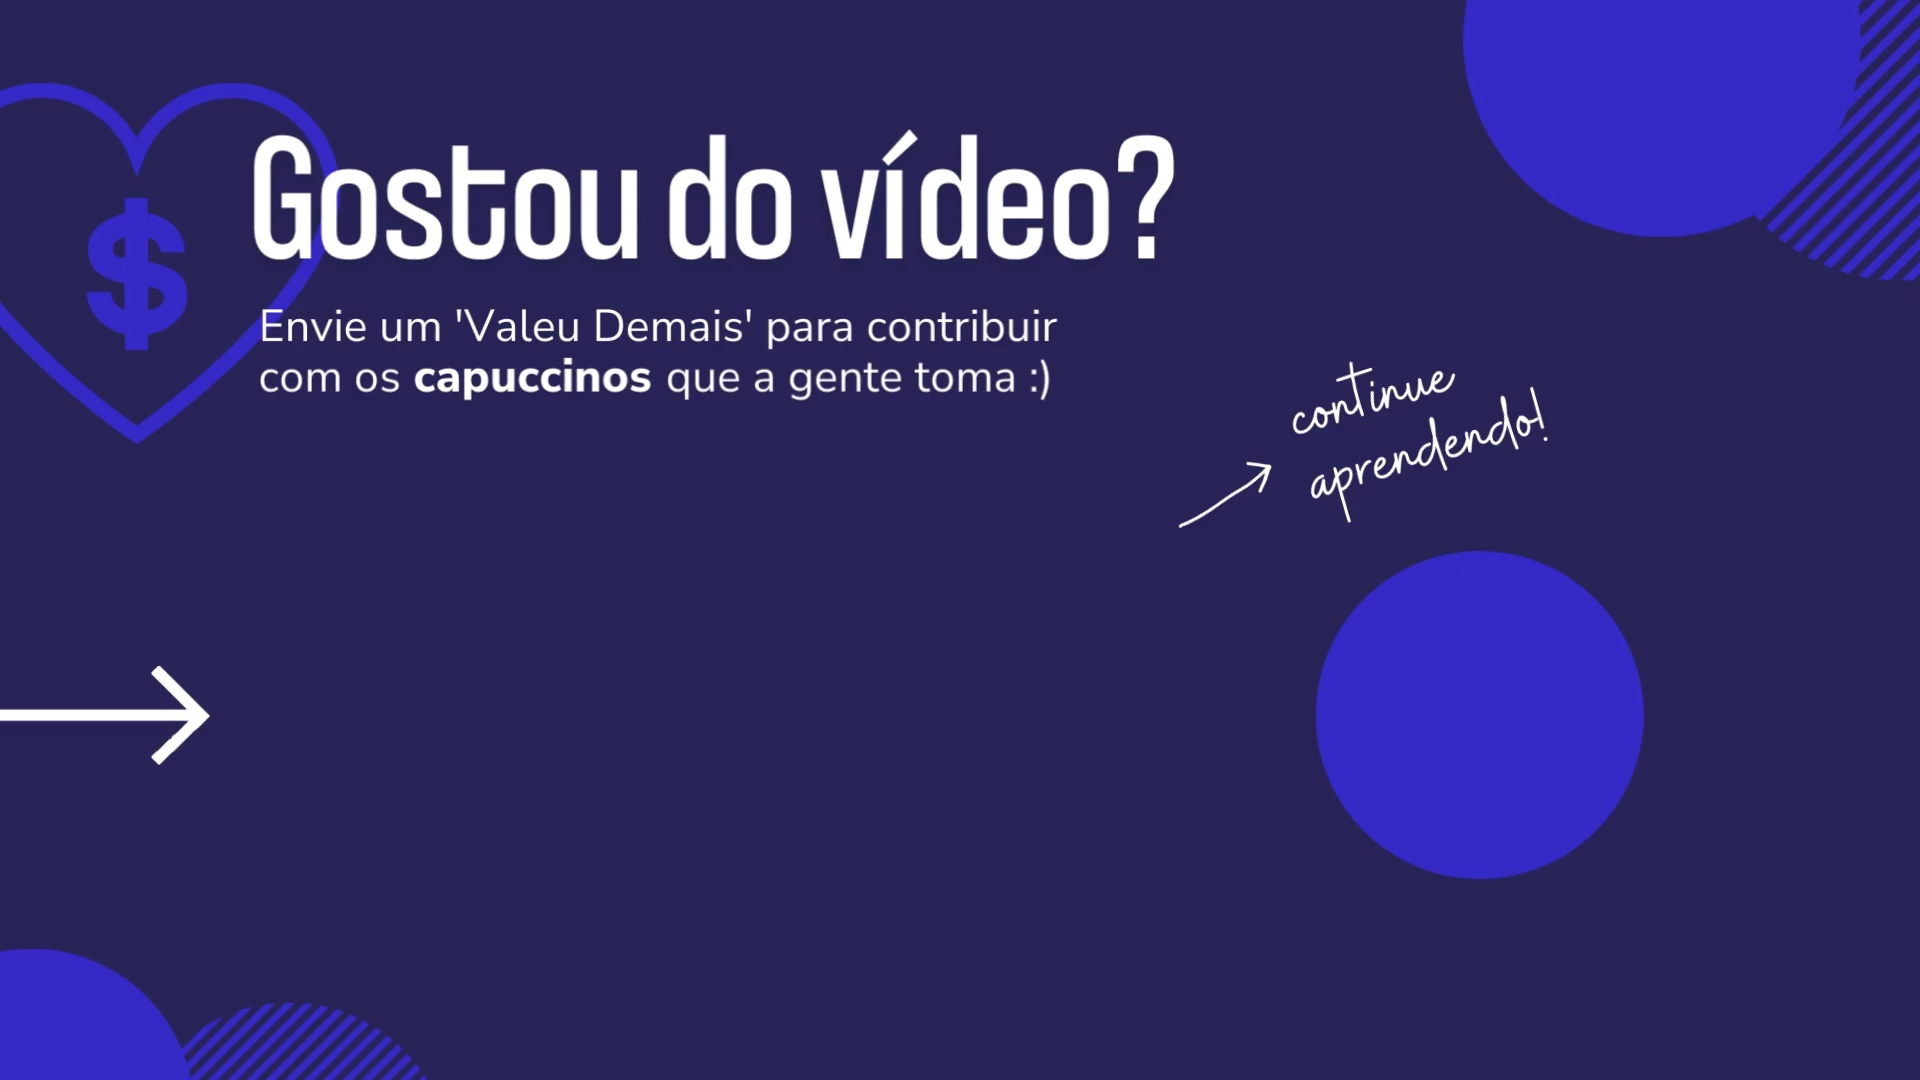 Gostou do vídeo?
Envie um 'Valeu Demais' para contribuir
com os capuccinos que a gente toma :)
continue
aprendendo!
$